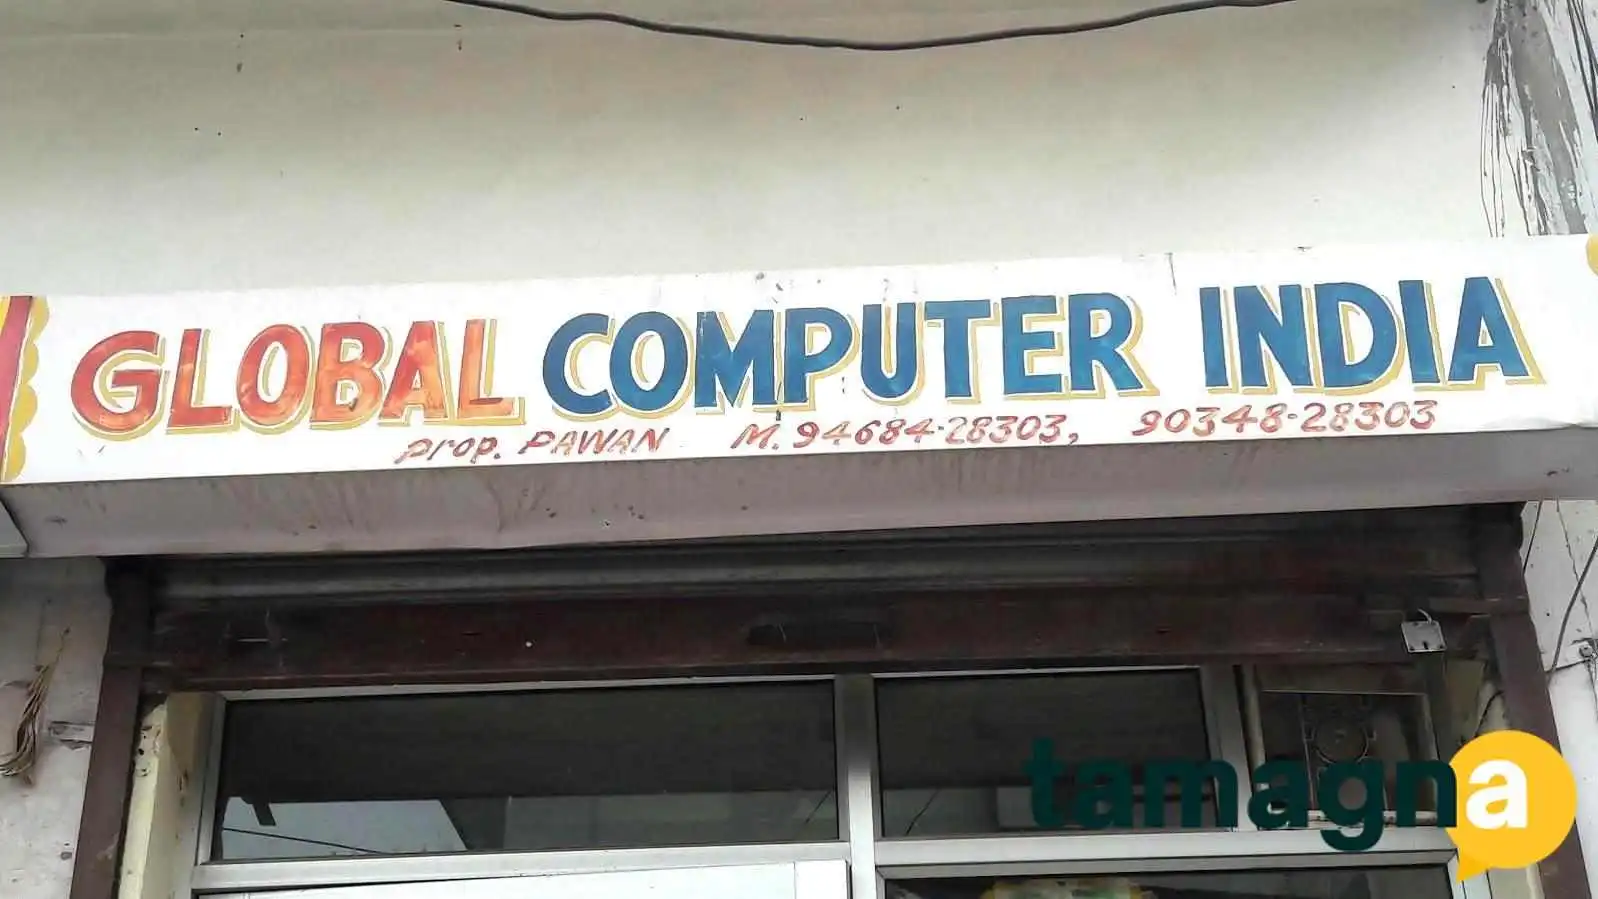 GLOBAL COMPUTER INDIA
Prop. PAWAN M. 94684-28303, 90348-28303
tamagna